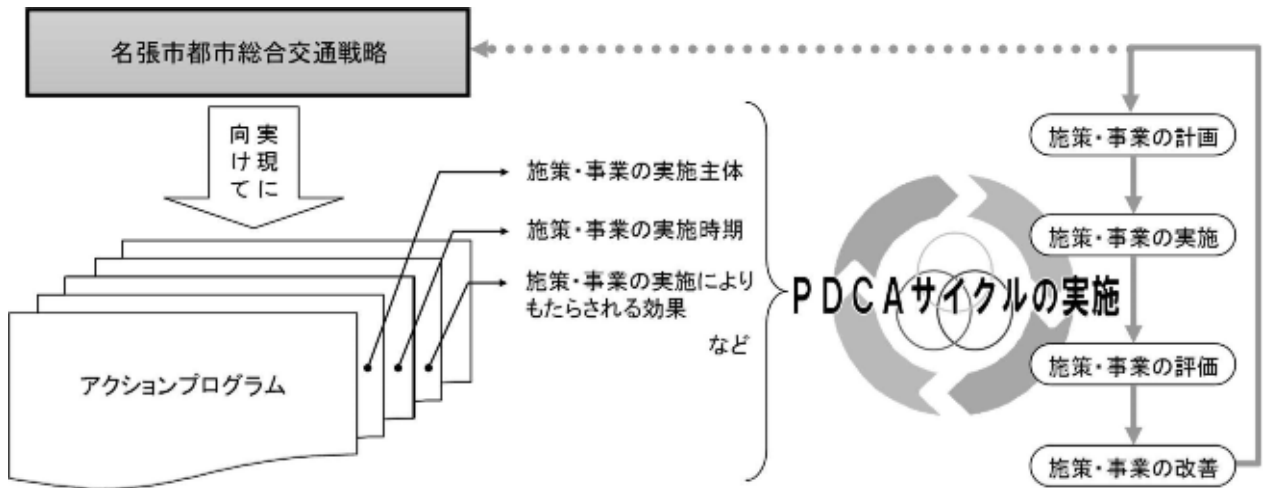 名張市都市総合交通戦略
実現に
向けて
アクションプログラム
施策・事業の実施主体
施策・事業の実施時期
施策・事業の実施により
もたらされる効果
など
PDCAサイクルの実施
施策・事業の計画
施策・事業の実施
施策・事業の評価
施策・事業の改善